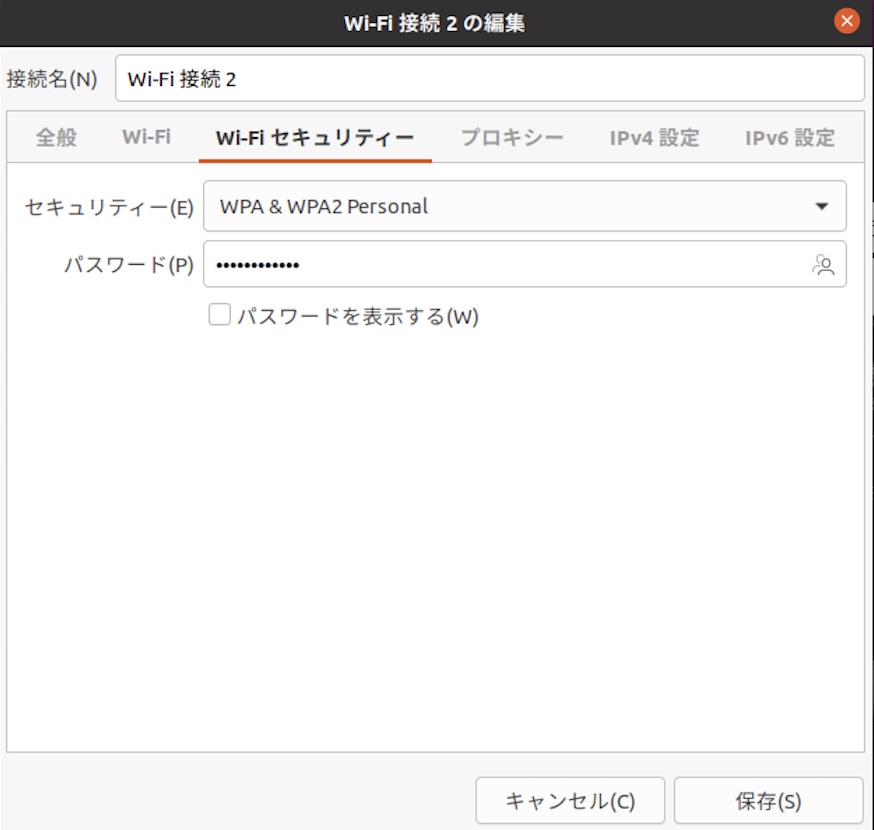 Wi-Fi 接続 2 の編集
接続名(N) Wi-Fi 接続 2
全般 Wi-Fi Wi-Fi セキュリティー プロキシー IPv4 設定 IPv6 設定
セキュリティー(E) WPA & WPA2 Personal
パスワード(P) ••••••••••••
パスワードを表示する(W)
キャンセル(C) 保存(S)